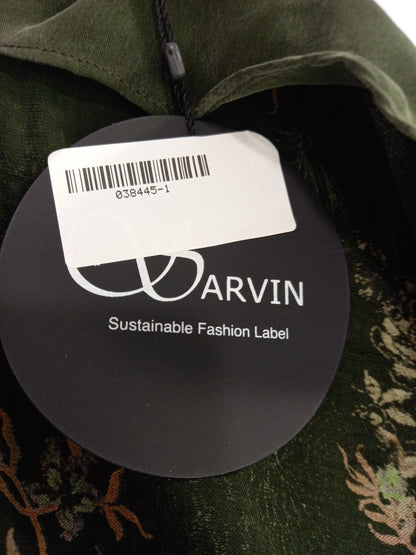 038445-1
SARVIN
Sustainable Fashion Label